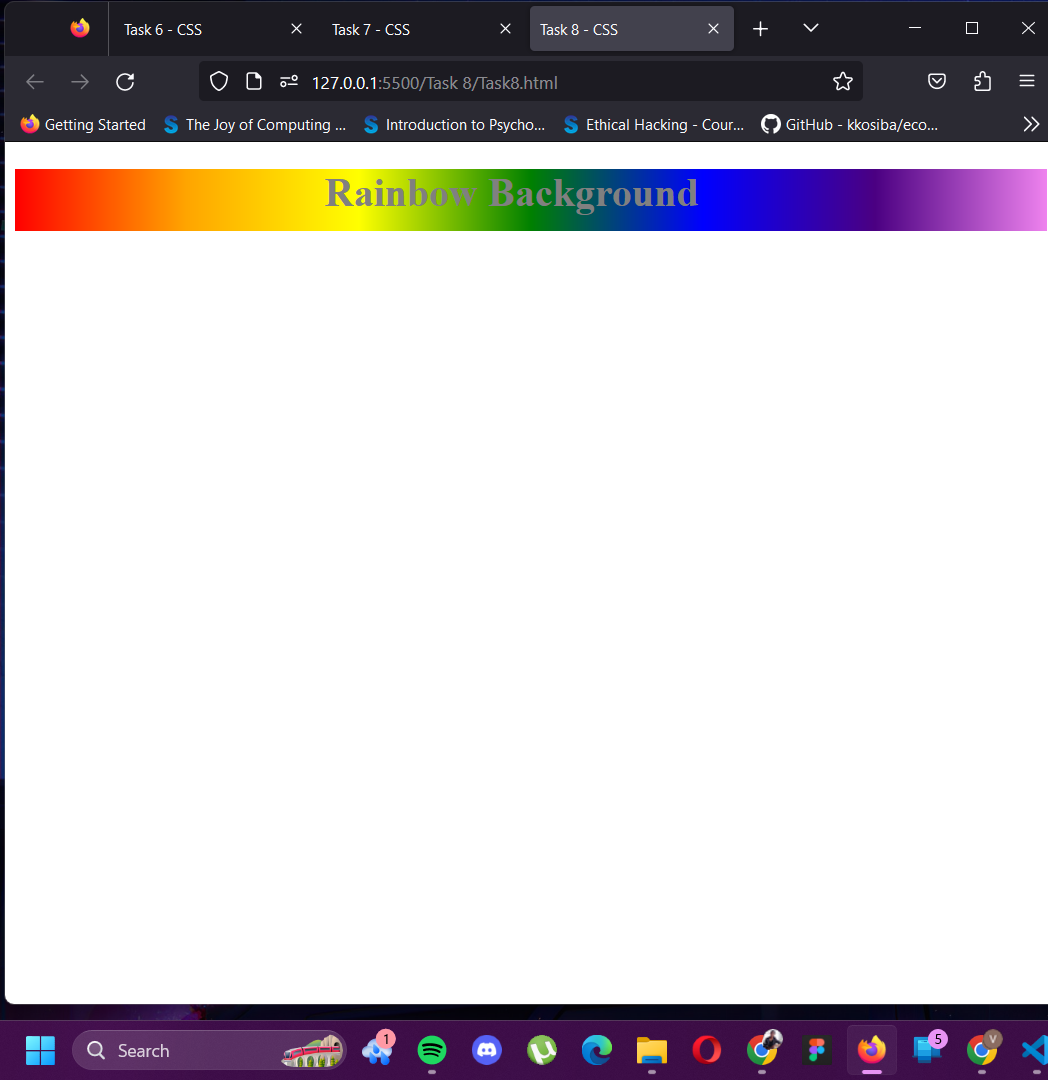 Task 6 - CSS
Task 7 - CSS
Task 8 - CSS
127.0.0.1:5500/Task 8/Task8.html
Getting Started
The Joy of Computing ...
Introduction to Psycho...
Ethical Hacking - Cour...
GitHub - kkosiba/eco...
Rainbow Background
Search
1
5
V